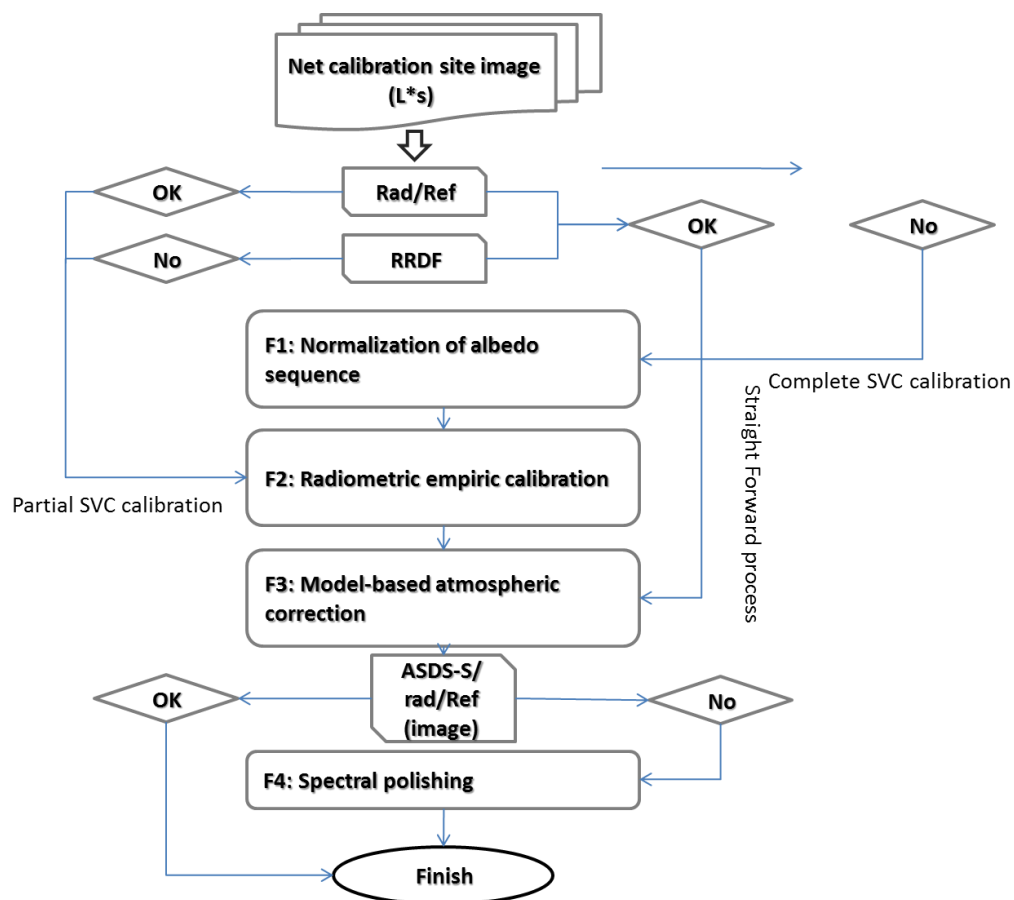 Net calibration site image
(L*s)
OK
Rad/Ref
OK
No
No
RRDF
F1: Normalization of albedo
sequence
Complete SVC calibration
Straight Forward process
F2: Radiometric empiric calibration
Partial SVC calibration
F3: Model-based atmospheric
correction
ASDS-S/
rad/Ref
(image)
OK
No
F4: Spectral polishing
Finish